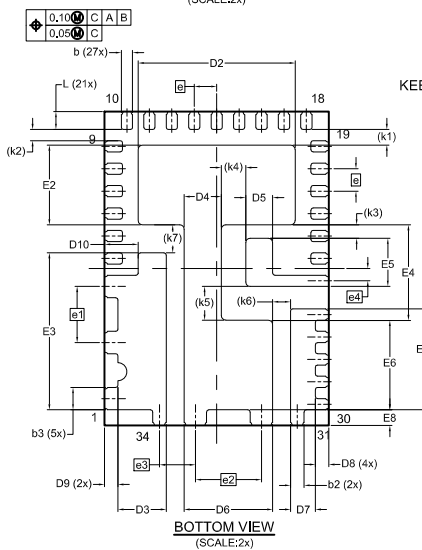 (SCALE:2x)
0.10 Ⓜ C A B
0.05 Ⓜ C
b (27x)
D2
e
L (21x)
10
18
KEE
19
9
(k1)
(k2)
(k4)
e
E2
D4
D5
(k3)
D10
(k7)
E5
E4
(k5)
(k6)
e4
e1
E3
E
E6
1
30
E8
b3 (5x)
34
31
e3
D8 (4x)
e2
D9 (2x)
b2 (2x)
D3
D6
D7
BOTTOM VIEW
(SCALE:2x)